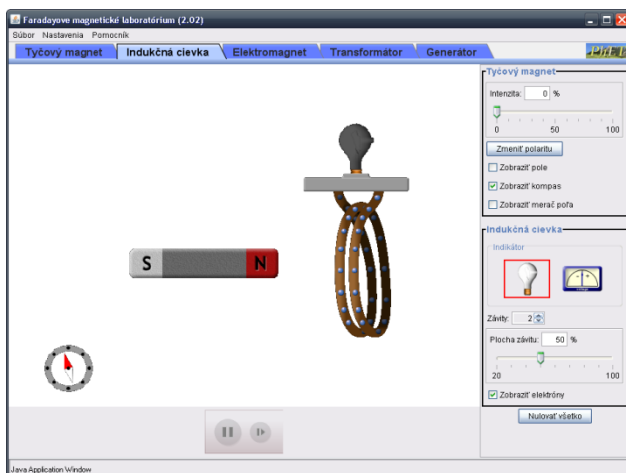 Faradayove magnetické laboratórium (2.02)
Súbor Nastavenia Pomocník
Tyčový magnet Indukčná cievka Elektromagnet Transformátor Generátor PhET
Tyčový magnet
Intenzita: 0 %
0 50 100
Zmeniť polaritu
Zobraziť pole
Zobraziť kompas
Zobraziť merač poľa
Indukčná cievka
Indikátor
Závity: 2
Plocha závitu: 50 %
20 100
Zobraziť elektróny
Nulovať všetko
S N
Java Application Window